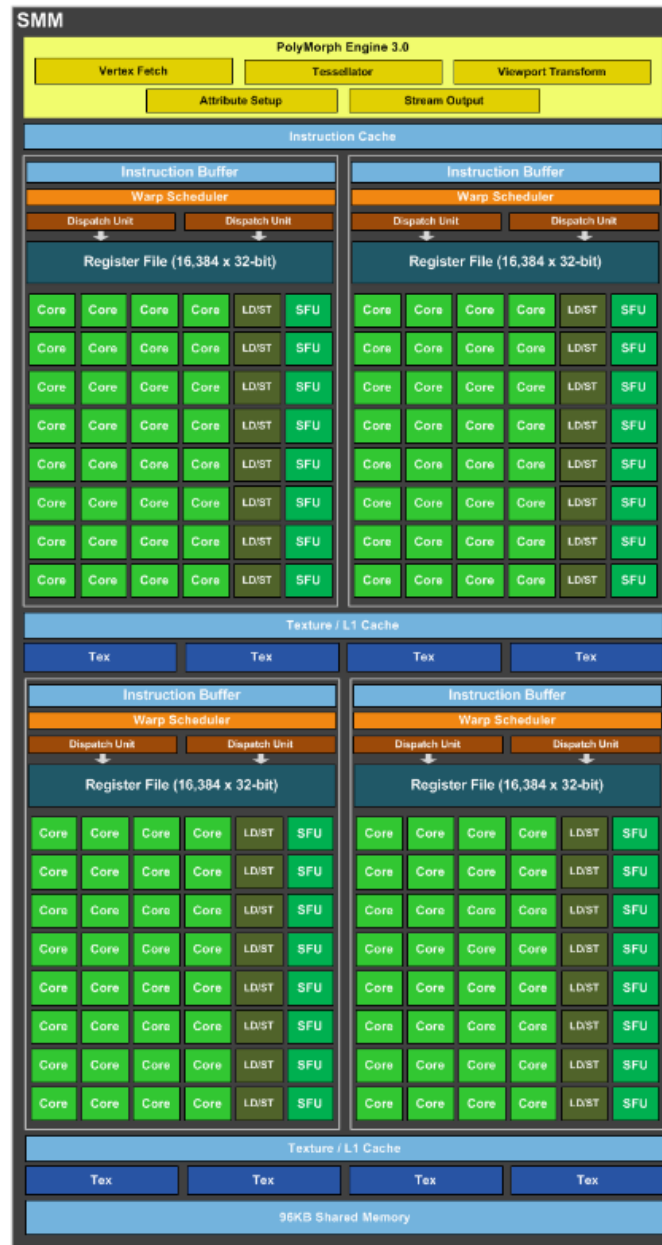 SMM
PolyMorph Engine 3.0
Vertex Fetch Tessellator Viewport Transform
Attribute Setup Stream Output
Instruction Cache
Instruction Buffer Instruction Buffer
Warp Scheduler Warp Scheduler
Dispatch Unit Dispatch Unit Dispatch Unit Dispatch Unit
Register File (16,384 x 32-bit) Register File (16,384 x 32-bit)
Core Core Core Core LD/ST SFU Core Core Core Core LD/ST SFU
Core Core Core Core LD/ST SFU Core Core Core Core LD/ST SFU
Core Core Core Core LD/ST SFU Core Core Core Core LD/ST SFU
Core Core Core Core LD/ST SFU Core Core Core Core LD/ST SFU
Core Core Core Core LD/ST SFU Core Core Core Core LD/ST SFU
Core Core Core Core LD/ST SFU Core Core Core Core LD/ST SFU
Core Core Core Core LD/ST SFU Core Core Core Core LD/ST SFU
Core Core Core Core LD/ST SFU Core Core Core Core LD/ST SFU
Texture / L1 Cache
Tex Tex Tex Tex
Instruction Buffer Instruction Buffer
Warp Scheduler Warp Scheduler
Dispatch Unit Dispatch Unit Dispatch Unit Dispatch Unit
Register File (16,384 x 32-bit) Register File (16,384 x 32-bit)
Core Core Core Core LD/ST SFU Core Core Core Core LD/ST SFU
Core Core Core Core LD/ST SFU Core Core Core Core LD/ST SFU
Core Core Core Core LD/ST SFU Core Core Core Core LD/ST SFU
Core Core Core Core LD/ST SFU Core Core Core Core LD/ST SFU
Core Core Core Core LD/ST SFU Core Core Core Core LD/ST SFU
Core Core Core Core LD/ST SFU Core Core Core Core LD/ST SFU
Core Core Core Core LD/ST SFU Core Core Core Core LD/ST SFU
Core Core Core Core LD/ST SFU Core Core Core Core LD/ST SFU
Texture / L1 Cache
Tex Tex Tex Tex
96KB Shared Memory